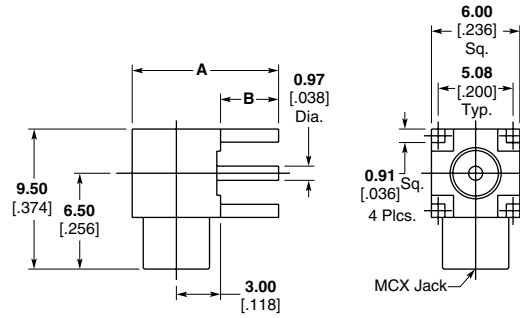 A
B
0.97
[.038]
Dia.
9.50
[.374]
6.50
[.256]
3.00
[.118]
6.00
[.236]
Sq.
5.08
[.200]
Typ.
0.91
[.036]
Sq.
4 Plcs.
MCX Jack